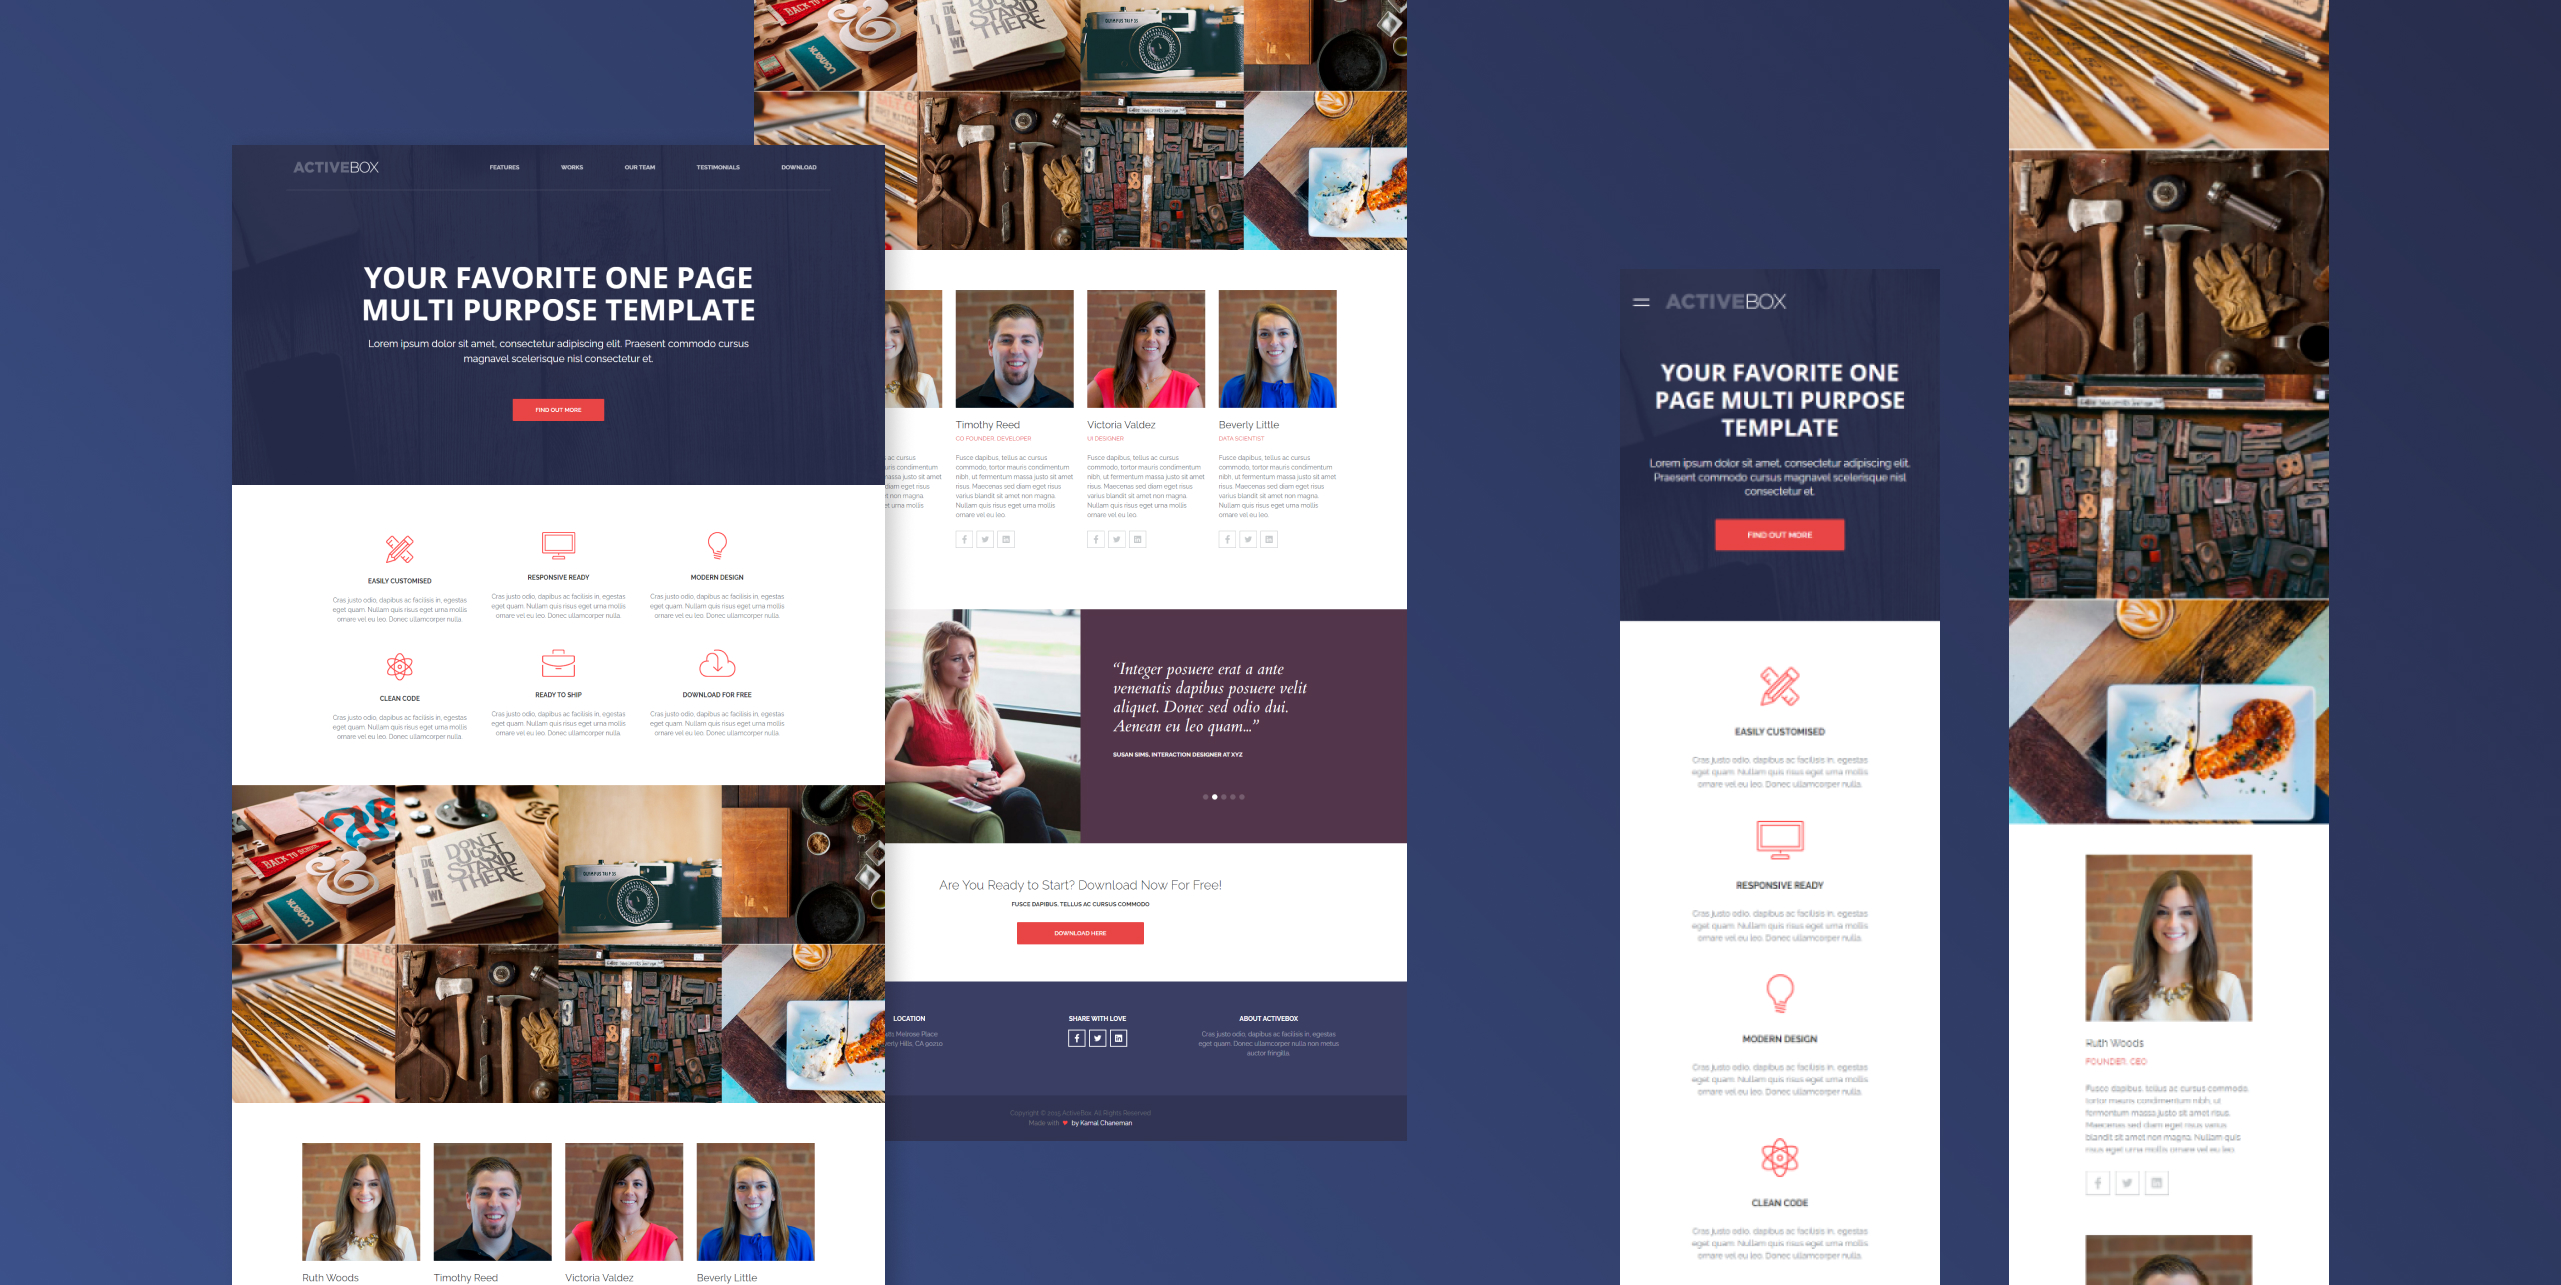 ACTIVEBOX
FEATURES
WORKS
OUR TEAM
TESTIMONIALS
DOWNLOAD
YOUR FAVORITE ONE PAGE
MULTI PURPOSE TEMPLATE
Lorem ipsum dolor sit amet, consectetur adipiscing elit. Praesent commodo cursus
magnavel scelerisque nisl consectetur et.
FIND OUT MORE
EASILY CUSTOMISED
Cras justo odio, dapibus ac facilisis in, egestas
eget quam. Nullam quis risus eget urna mollis
ornare vel eu leo. Donec ullamcorper nulla.
RESPONSIVE READY
Cras justo odio, dapibus ac facilisis in, egestas
eget quam. Nullam quis risus eget urna mollis
ornare vel eu leo. Donec ullamcorper nulla.
MODERN DESIGN
Cras justo odio, dapibus ac facilisis in, egestas
eget quam. Nullam quis risus eget urna mollis
ornare vel eu leo. Donec ullamcorper nulla.
CLEAN CODE
Cras justo odio, dapibus ac facilisis in, egestas
eget quam. Nullam quis risus eget urna mollis
ornare vel eu leo. Donec ullamcorper nulla.
READY TO SHIP
Cras justo odio, dapibus ac facilisis in, egestas
eget quam. Nullam quis risus eget urna mollis
ornare vel eu leo. Donec ullamcorper nulla.
DOWNLOAD FOR FREE
Cras justo odio, dapibus ac facilisis in, egestas
eget quam. Nullam quis risus eget urna mollis
ornare vel eu leo. Donec ullamcorper nulla.
BACK TO SCHOOL
DON'T
JUST
STAND
THERE
OLYMPUS TRIP 35
Ruth Woods
Timothy Reed
Victoria Valdez
Beverly Little
STAND
THERE
OLYMPUS TRIP 35
Timothy Reed
CO FOUNDER, DEVELOPER
Fusce dapibus, tellus ac cursus
commodo, tortor mauris condimentum
nibh, ut fermentum massa justo sit amet
risus. Maecenas sed diam eget risus
varius blandit sit amet non magna.
Nullam quis risus eget urna mollis
ornare vel eu leo.
Victoria Valdez
UI DESIGNER
Fusce dapibus, tellus ac cursus
commodo, tortor mauris condimentum
nibh, ut fermentum massa justo sit amet
risus. Maecenas sed diam eget risus
varius blandit sit amet non magna.
Nullam quis risus eget urna mollis
ornare vel eu leo.
Beverly Little
DATA SCIENTIST
Fusce dapibus, tellus ac cursus
commodo, tortor mauris condimentum
nibh, ut fermentum massa justo sit amet
risus. Maecenas sed diam eget risus
varius blandit sit amet non magna.
Nullam quis risus eget urna mollis
ornare vel eu leo.
“Integer posuere erat a ante
venenatis dapibus posuere velit
aliquet. Donec sed odio dui.
Aenean eu leo quam...”
SUSAN SIMS, INTERACTION DESIGNER AT XYZ
Are You Ready to Start? Download Now For Free!
FUSCE DAPIBUS, TELLUS AC CURSUS COMMODO
DOWNLOAD HERE
LOCATION
Melrose Place
Hills, CA 90210
SHARE WITH LOVE
ABOUT ACTIVEBOX
Cras justo odio, dapibus ac facilisis in, egestas
eget quam. Donec ullamcorper nulla non metus
auctor fringilla.
Copyright © 2015 ActiveBox. All Rights Reserved
Made with ♥ by Kamal Chaneman
ACTIVEBOX
YOUR FAVORITE ONE
PAGE MULTI PURPOSE
TEMPLATE
Lorem ipsum dolor sit amet, consectetur adipiscing elit.
Praesent commodo cursus magnavel scelerisque nisl
consectetur et.
FIND OUT MORE
EASILY CUSTOMISED
Cras justo odio, dapibus ac facilisis in, egestas
eget quam. Nullam quis risus eget urna mollis
ornare vel eu leo. Donec ullamcorper nulla.
RESPONSIVE READY
Cras justo odio, dapibus ac facilisis in, egestas
eget quam. Nullam quis risus eget urna mollis
ornare vel eu leo. Donec ullamcorper nulla.
MODERN DESIGN
Cras justo odio, dapibus ac facilisis in, egestas
eget quam. Nullam quis risus eget urna mollis
ornare vel eu leo. Donec ullamcorper nulla.
CLEAN CODE
Cras justo odio, dapibus ac facilisis in, egestas
eget quam. Nullam quis risus eget urna mollis
ornare vel eu leo. Donec ullamcorper nulla.
Ruth Woods
FOUNDER, CEO
Fusce dapibus, tellus ac cursus commodo,
tortor mauris condimentum nibh, ut
fermentum massa justo sit amet risus.
Maecenas sed diam eget risus varius
blandit sit amet non magna. Nullam quis
risus eget urna mollis ornare vel eu leo.